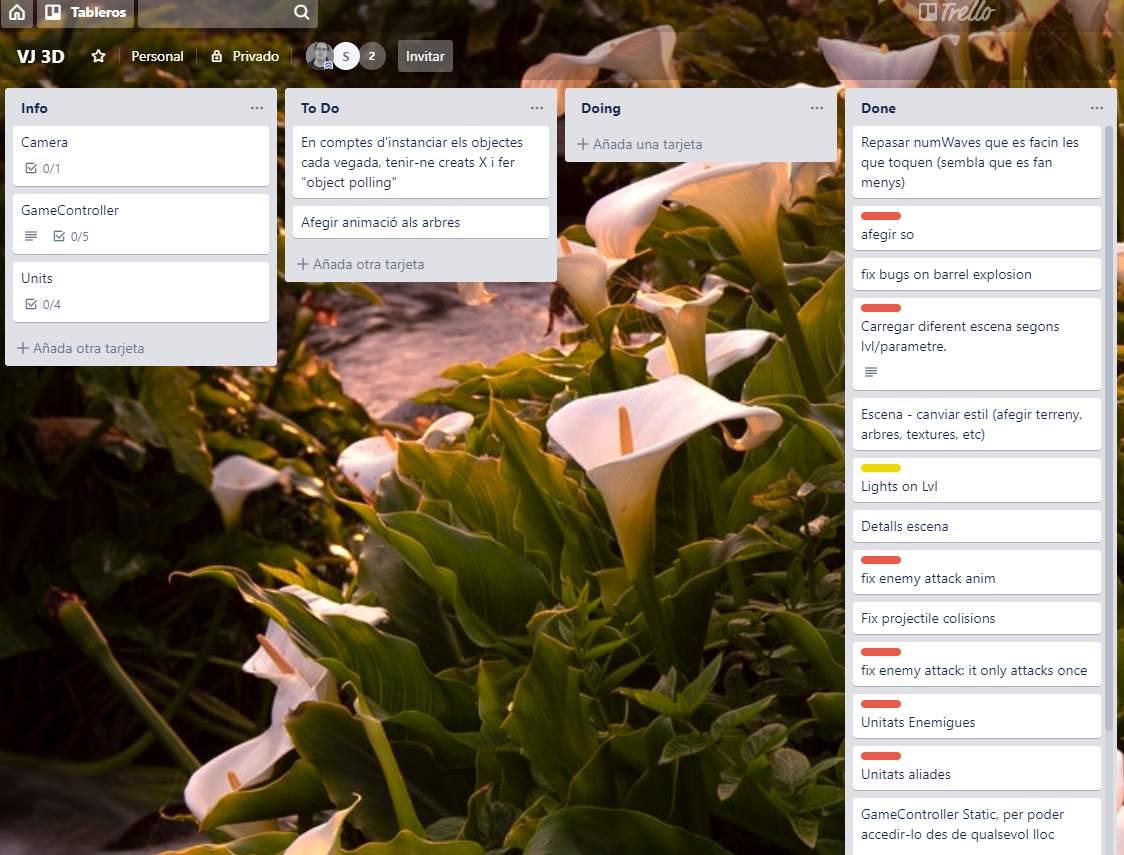 Tableros
Trello
VJ 3D
Personal
Privado
S
2
Invitar
Info
Camera
0/1
GameController
0/5
Units
0/4
Añada otra tarjeta
To Do
En comptes d'instanciar els objectes
cada vegada, tenir-ne creats X i fer
"object polling"
Afegir animació als arbres
Añada otra tarjeta
Doing
Añada una tarjeta
Done
Repasar numWaves que es facin les
que toquen (sembla que es fan
menys)
afegir so
fix bugs on barrel explosion
Carregar diferent escena segons
lvl/parametre.
Escena - canviar estil (afegir terreny,
arbres, textures, etc)
Lights on Lvl
Detalls escena
fix enemy attack anim
Fix projectile colisions
fix enemy attack: it only attacks once
Unitats Enemigues
Unitats aliades
GameController Static, per poder
accedir-lo des de qualsevol lloc